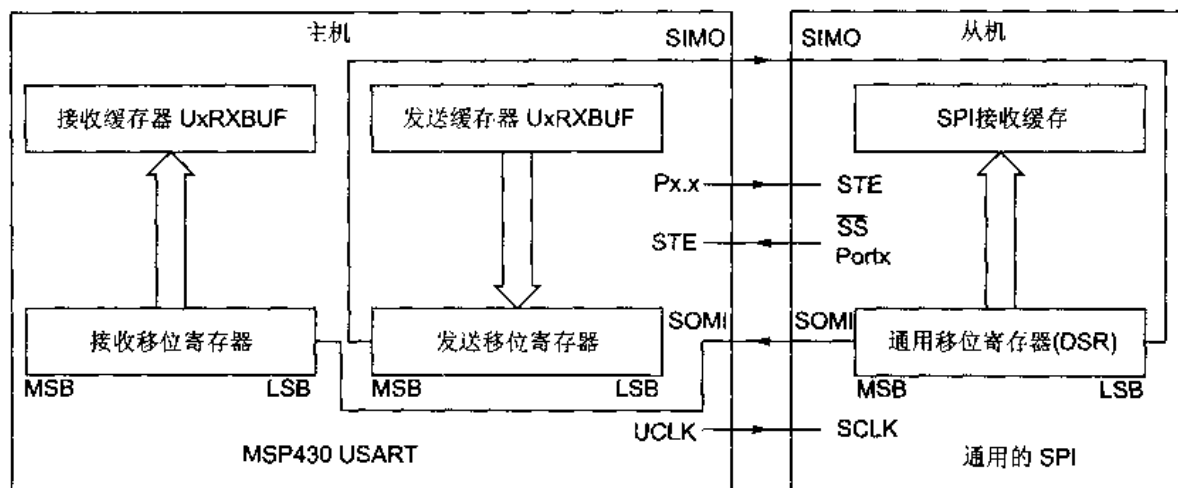 主机
SIMO
SIMO
从机
接收缓存器 UxRXBUF
发送缓存器 UxRXBUF
SPI接收缓存
Px.x
STE
STE
SS
Portx
SOMI
SOMI
接收移位寄存器
发送移位寄存器
通用移位寄存器(DSR)
MSB
LSB
MSB
LSB
MSB
LSB
UCLK
SCLK
MSP430 USART
通用的 SPI